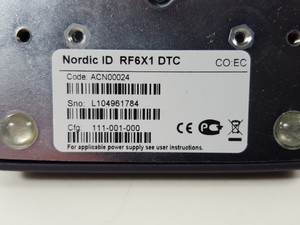 Nordic ID RF6X1 DTC
CO:EC
Code: ACN00024
Sno: L104961784
Cfg 111-001-000
CE
For applicable power supply see user instructions.